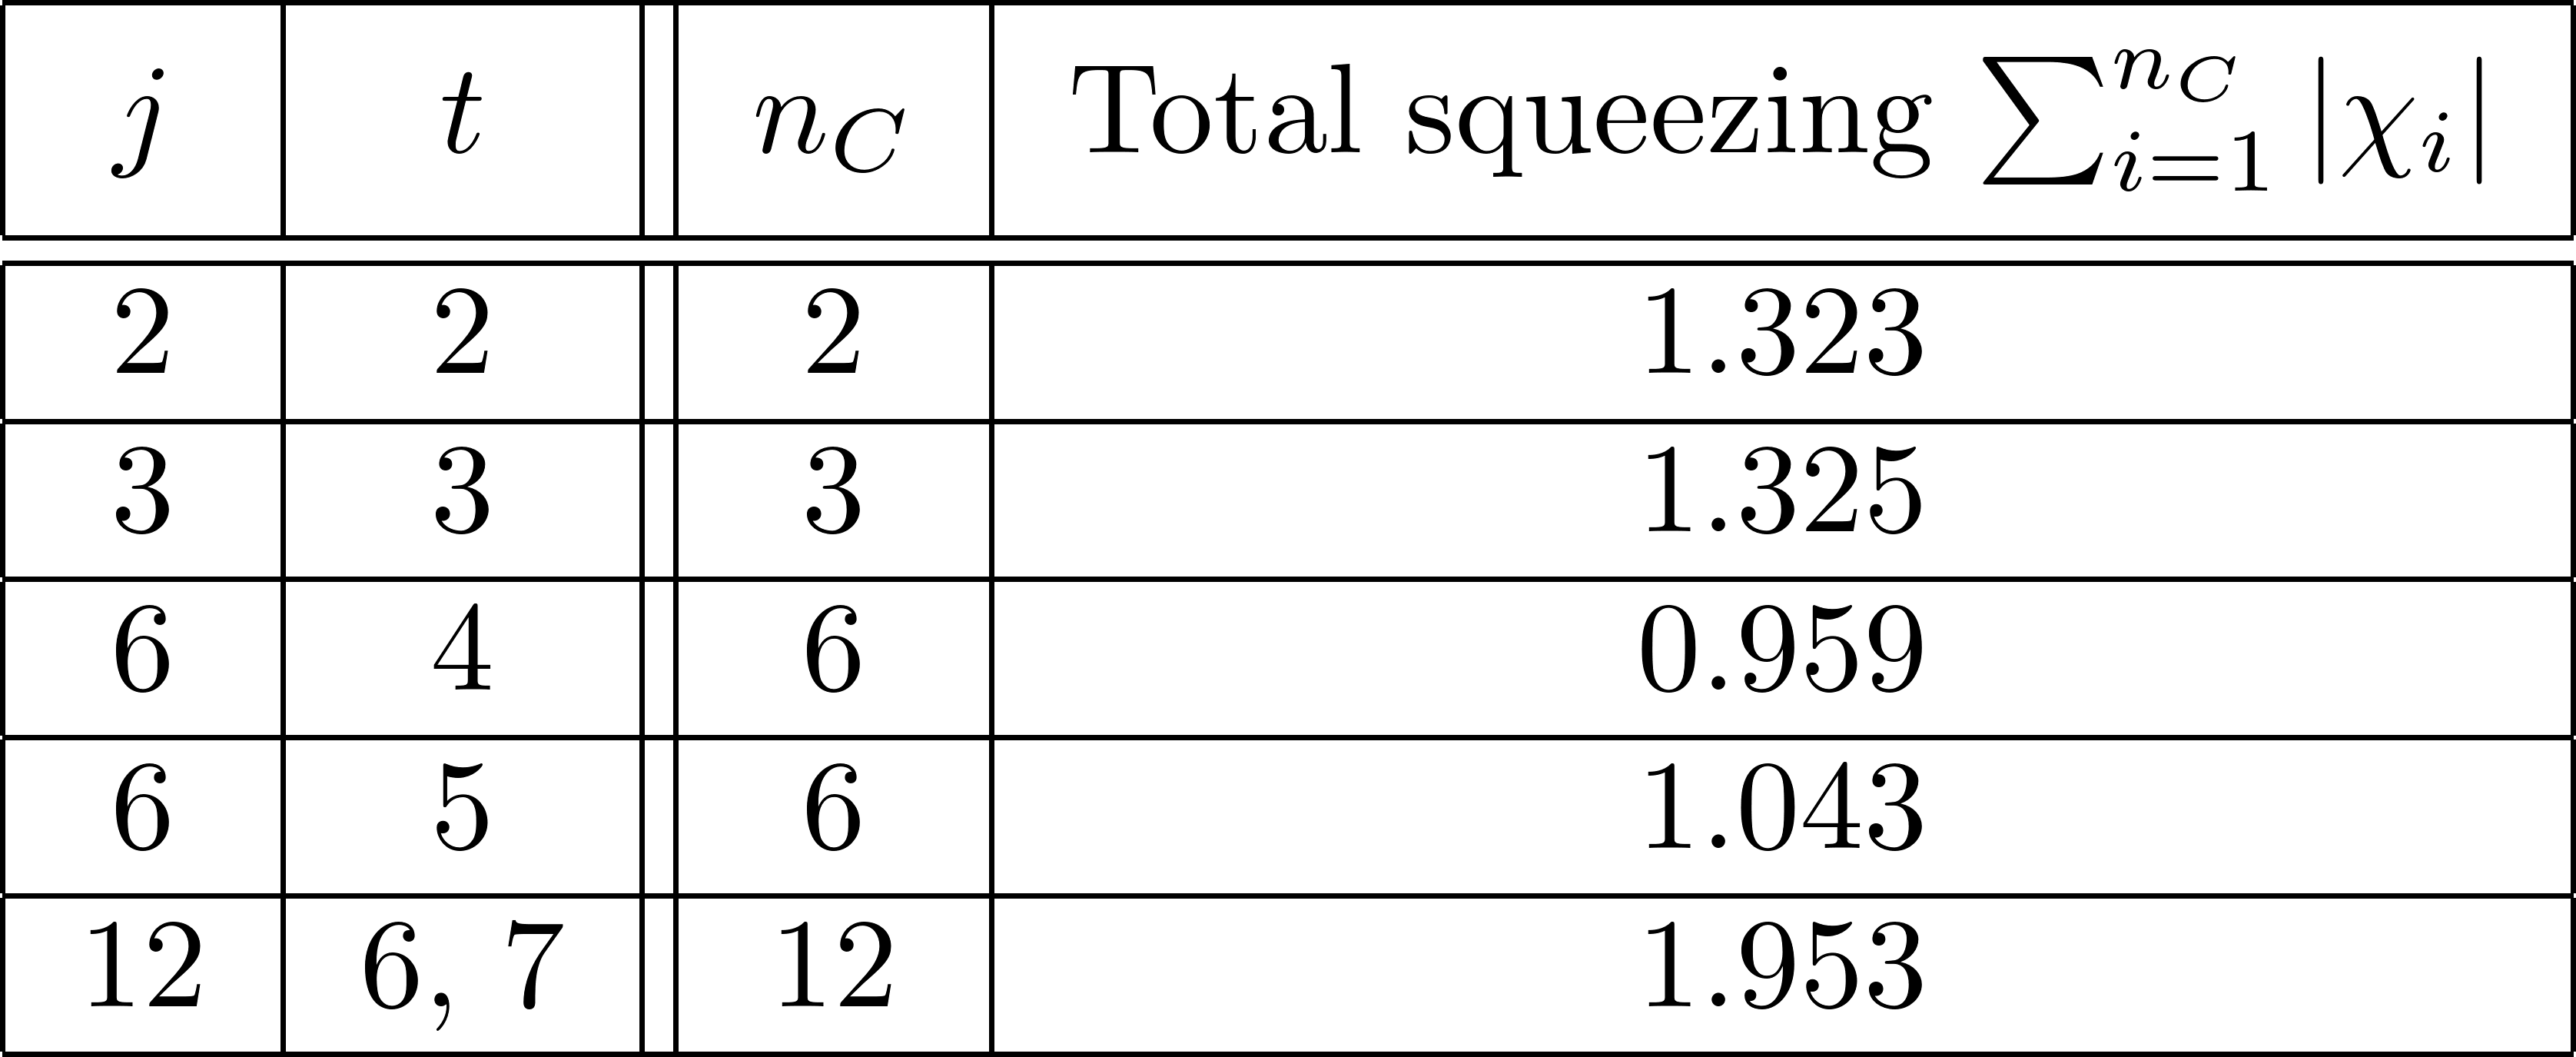 j t n_C Total squeezing ∑_{i=1}^{n_C} |χ_i|
2 2 2 1.323
3 3 3 1.325
6 4 6 0.959
6 5 6 1.043
12 6, 7 12 1.953